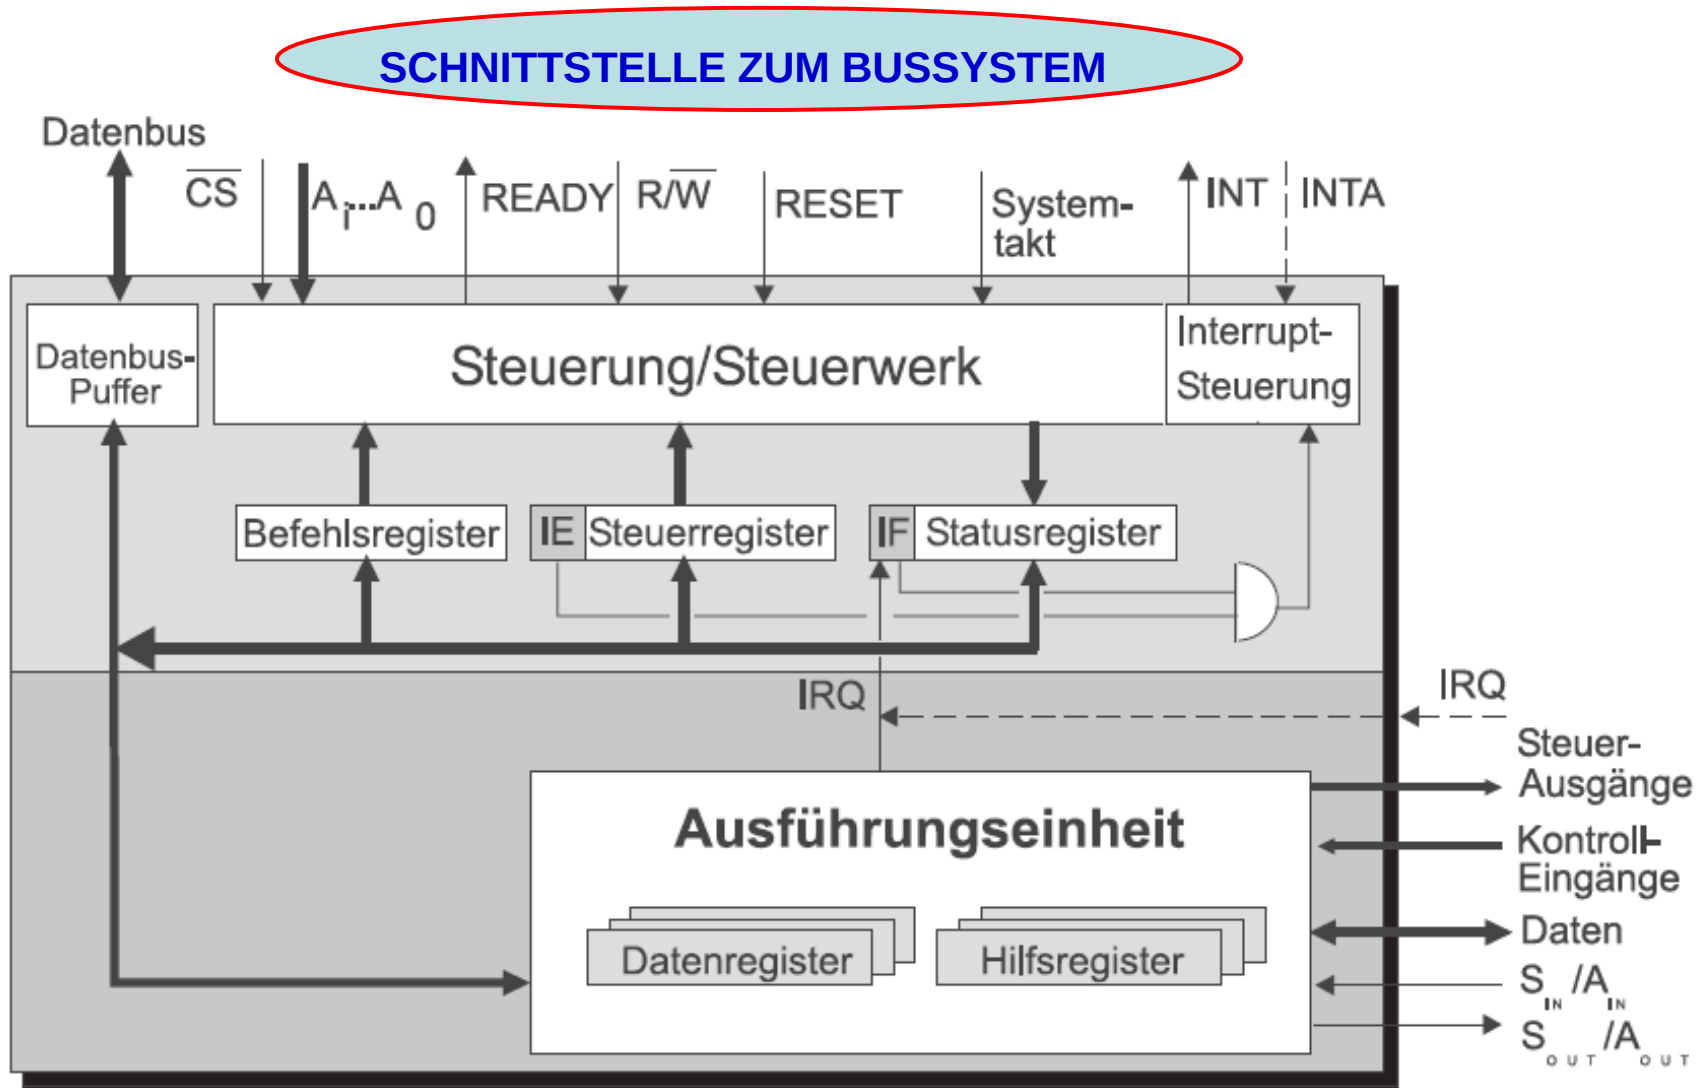 SCHNITTSTELLE ZUM BUSSYSTEM
Datenbus
CS
Ai...A0
READY
R/W
RESET
System-
takt
INT
INTA
Datenbus-
Puffer
Steuerung/Steuerwerk
Interrupt-
Steuerung
Befehlsregister
IE
Steuerregister
IF
Statusregister
IRQ
IRQ
Steuer-
Ausgänge
Ausführungseinheit
Kontroll-
Eingänge
Datenregister
Hilfsregister
Daten
SIN/AIN
SOUT/AOUT